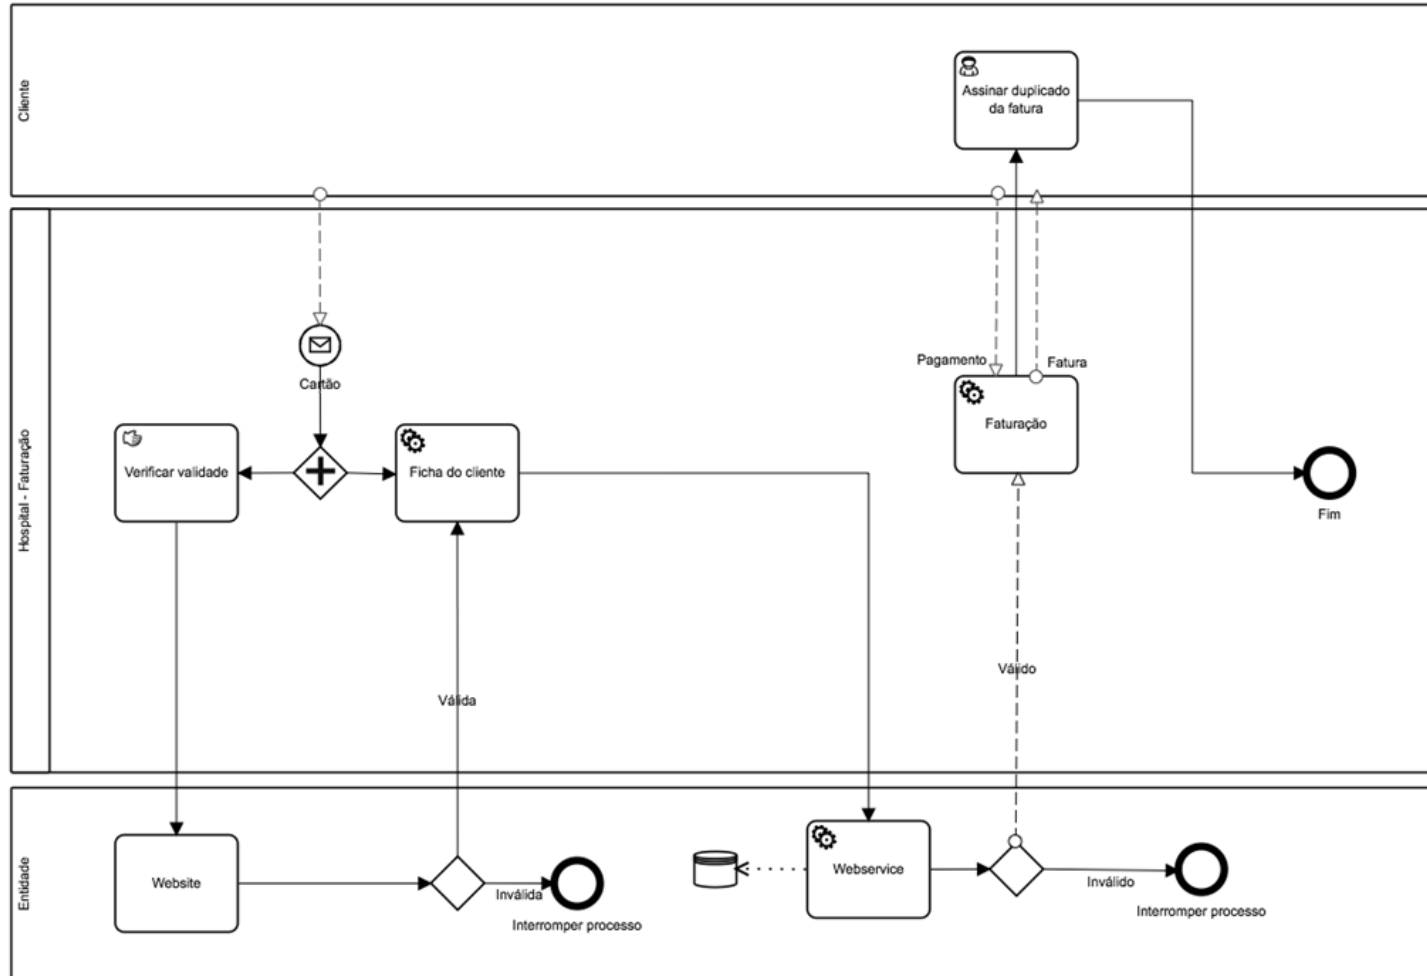 Cliente
Assinar duplicado
da fatura
Hospital - Faturação
Cartão
Pagamento
Fatura
Faturação
Verificar validade
Ficha do cliente
Fim
Válida
Válido
Entidade
Website
Inválida
Interromper processo
Webservice
Inválido
Interromper processo